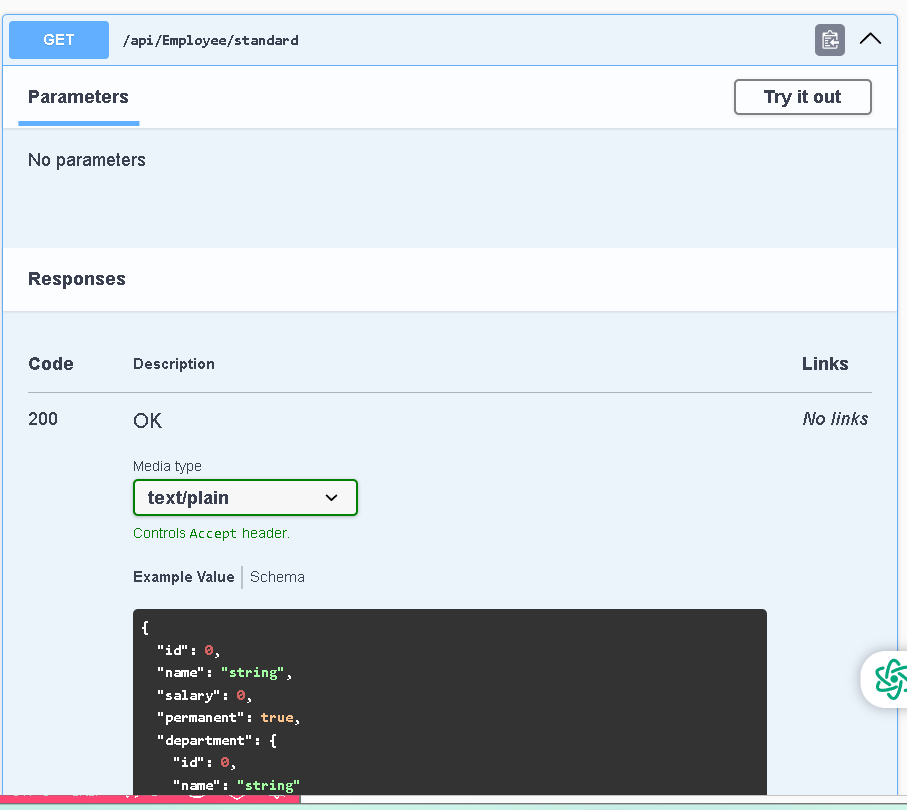 GET /api/Employee/standard
Parameters
Try it out
No parameters
Responses
Code Description Links
200 OK No links
Media type
text/plain
Controls Accept header.
Example Value Schema
{
"id": 0,
"name": "string",
"salary": 0,
"permanent": true,
"department": {
"id": 0,
"name": "string"